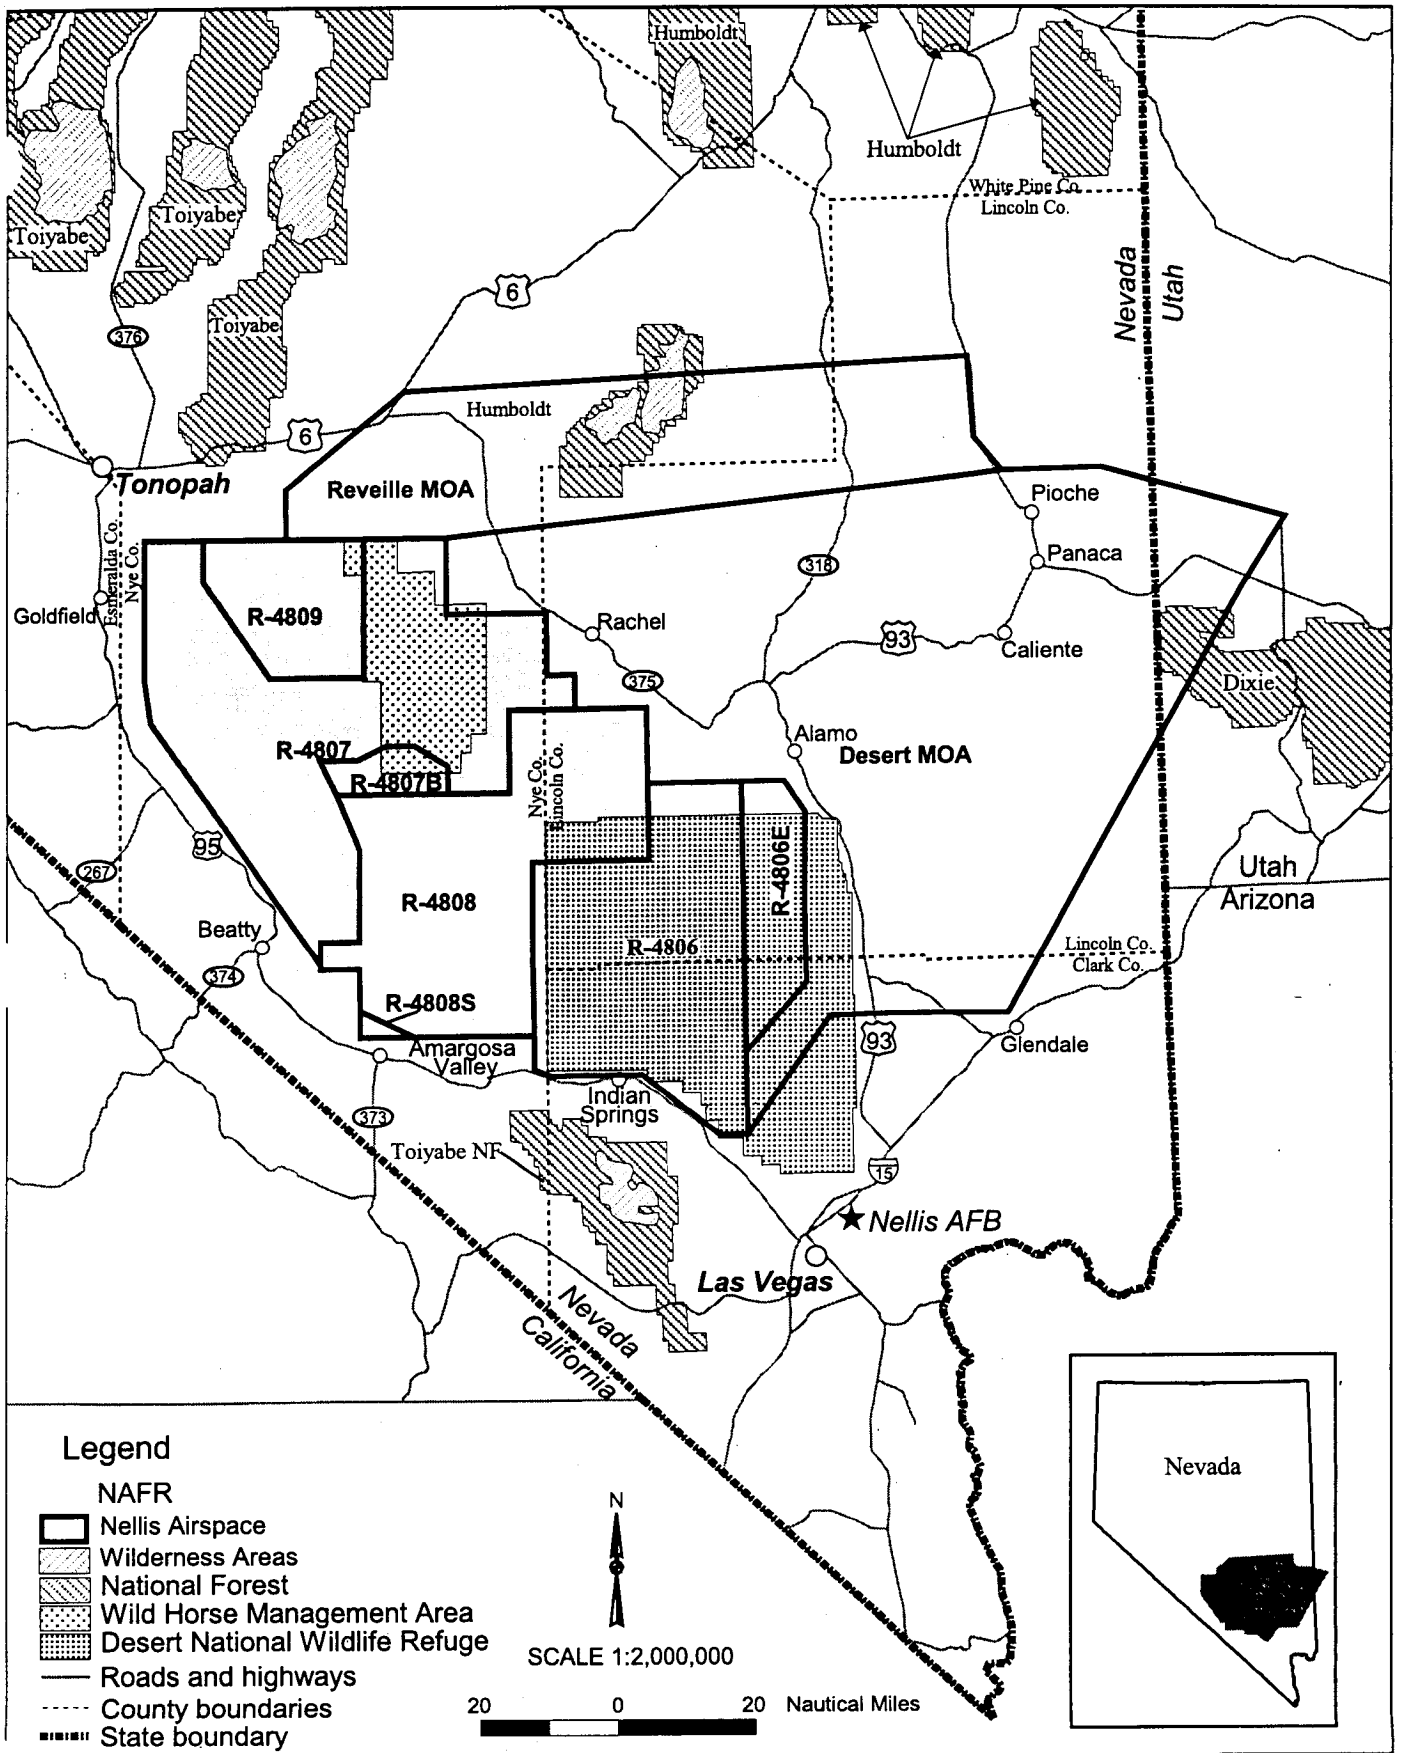 Humboldt
Humboldt
White Pine Co.
Lincoln Co.
Toiyabe
Toiyabe
Toiyabe
Nevada
Utah
6
376
Humboldt
6
Tonopah
Reveille MOA
Pioche
Esmeralda Co.
Nye Co.
Panaca
318
Goldfield
R-4809
Rachel
93
Caliente
375
Dixie
Alamo
Desert MOA
R-4807
R-4807B
Nye Co.
Lincoln Co.
95
267
R-4806E
Utah
Arizona
R-4808
Beatty
R-4806
Lincoln Co.
Clark Co.
374
R-4808S
Amargosa
Valley
93
Glendale
Indian
Springs
373
Toiyabe NF
15
Nellis AFB
Las Vegas
Nevada
California
Legend
NAFR
Nellis Airspace
Wilderness Areas
National Forest
Wild Horse Management Area
Desert National Wildlife Refuge
Roads and highways
County boundaries
State boundary
N
SCALE 1:2,000,000
20 0 20 Nautical Miles
Nevada